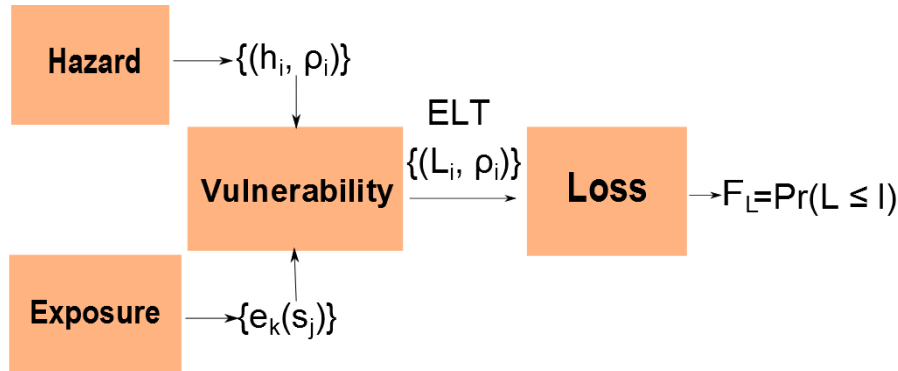 Hazard
{(hᵢ, ρᵢ)}
ELT
{(Lᵢ, ρᵢ)}
Vulnerability
Loss
F_L=Pr(L ≤ l)
Exposure
{eₖ(sⱼ)}